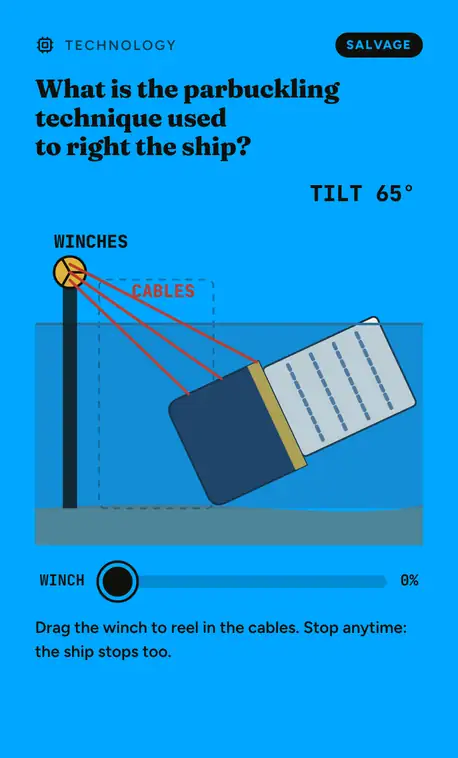 TECHNOLOGY
SALVAGE
What is the parbuckling
technique used
to right the ship?
TILT 65°
WINCHES
CABLES
WINCH
0%
Drag the winch to reel in the cables. Stop anytime:
the ship stops too.